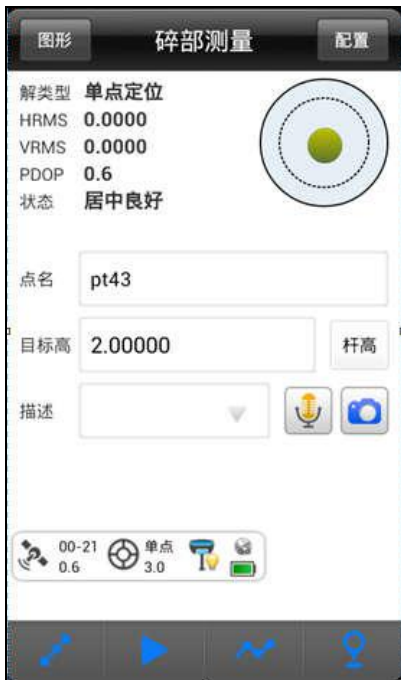 图形 碎部测量 配置
解类型 单点定位
HRMS 0.0000
VRMS 0.0000
PDOP 0.6
状态 居中良好
点名 pt43
目标高 2.00000 杆高
描述
00-21 单点
0.6 3.0